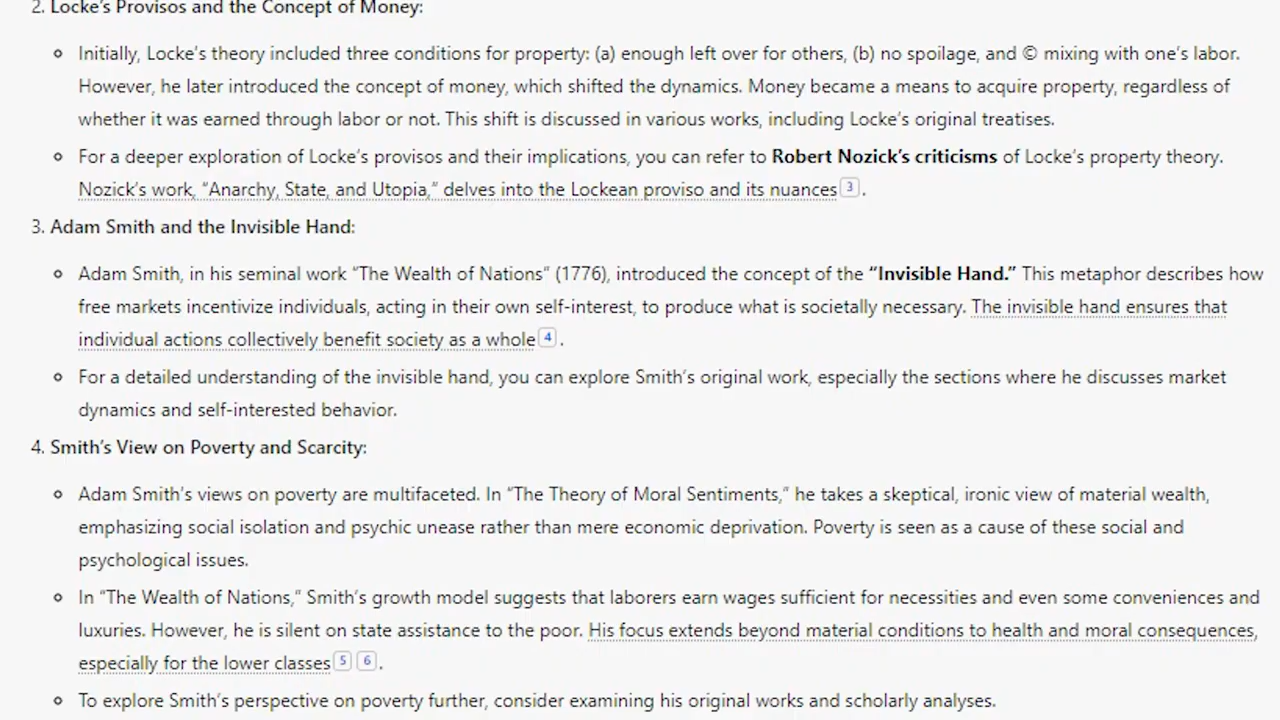 2. Locke's Provisos and the Concept of Money:
Initially, Locke's theory included three conditions for property: (a) enough left over for others, (b) no spoilage, and © mixing with one's labor.
However, he later introduced the concept of money, which shifted the dynamics. Money became a means to acquire property, regardless of
whether it was earned through labor or not. This shift is discussed in various works, including Locke's original treatises.
For a deeper exploration of Locke's provisos and their implications, you can refer to Robert Nozick's criticisms of Locke's property theory.
Nozick's work, “Anarchy, State, and Utopia,” delves into the Lockean proviso and its nuances 3 .
3. Adam Smith and the Invisible Hand:
Adam Smith, in his seminal work “The Wealth of Nations” (1776), introduced the concept of the “Invisible Hand.” This metaphor describes how
free markets incentivize individuals, acting in their own self-interest, to produce what is societally necessary. The invisible hand ensures that
individual actions collectively benefit society as a whole 4 .
For a detailed understanding of the invisible hand, you can explore Smith's original work, especially the sections where he discusses market
dynamics and self-interested behavior.
4. Smith's View on Poverty and Scarcity:
Adam Smith's views on poverty are multifaceted. In “The Theory of Moral Sentiments,” he takes a skeptical, ironic view of material wealth,
emphasizing social isolation and psychic unease rather than mere economic deprivation. Poverty is seen as a cause of these social and
psychological issues.
In “The Wealth of Nations,” Smith's growth model suggests that laborers earn wages sufficient for necessities and even some conveniences and
luxuries. However, he is silent on state assistance to the poor. His focus extends beyond material conditions to health and moral consequences,
especially for the lower classes 5 6 .
To explore Smith's perspective on poverty further, consider examining his original works and scholarly analyses.